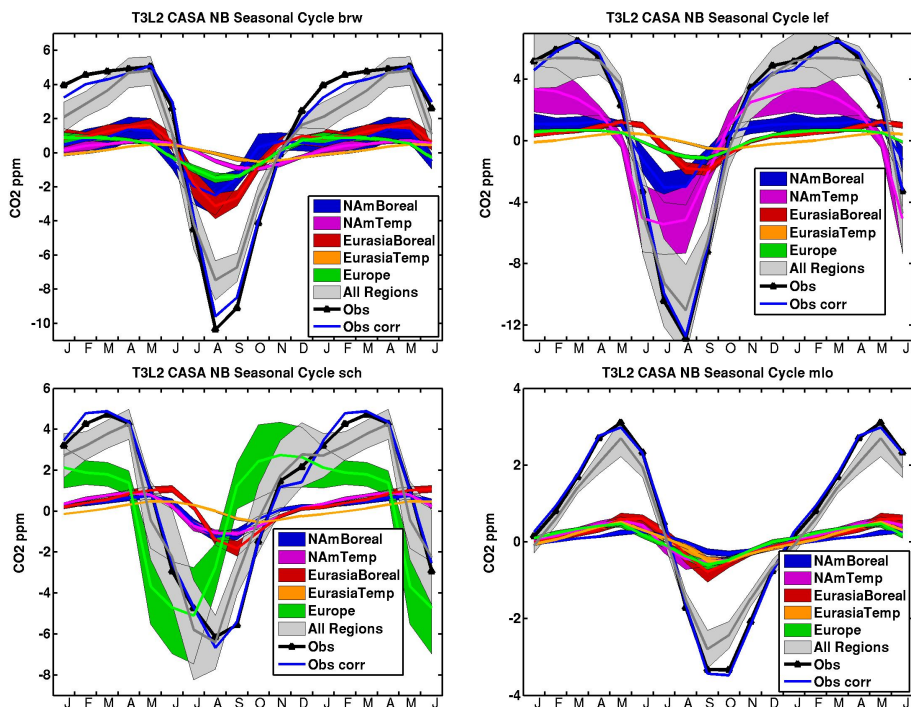 T3L2 CASA NB Seasonal Cycle brw
CO2 ppm
6
4
2
0
-2
-4
-6
-8
-10
NAmBoreal
NAmTemp
EurasiaBoreal
EurasiaTemp
Europe
All Regions
Obs
Obs corr
J F M A M J J A S O N D J F M A M J
T3L2 CASA NB Seasonal Cycle lef
CO2 ppm
4
0
-4
-8
-12
NAmBoreal
NAmTemp
EurasiaBoreal
EurasiaTemp
Europe
All Regions
Obs
Obs corr
J F M A M J J A S O N D J F M A M J
T3L2 CASA NB Seasonal Cycle sch
CO2 ppm
6
4
2
0
-2
-4
-6
-8
NAmBoreal
NAmTemp
EurasiaBoreal
EurasiaTemp
Europe
All Regions
Obs
Obs corr
J F M A M J J A S O N D J F M A M J
T3L2 CASA NB Seasonal Cycle mlo
CO2 ppm
4
2
0
-2
-4
NAmBoreal
NAmTemp
EurasiaBoreal
EurasiaTemp
Europe
All Regions
Obs
Obs corr
J F M A M J J A S O N D J F M A M J